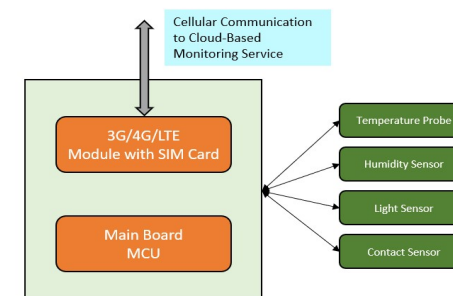 Cellular Communication
to Cloud-Based
Monitoring Service
3G/4G/LTE
Module with SIM Card
Main Board
MCU
Temperature Probe
Humidity Sensor
Light Sensor
Contact Sensor